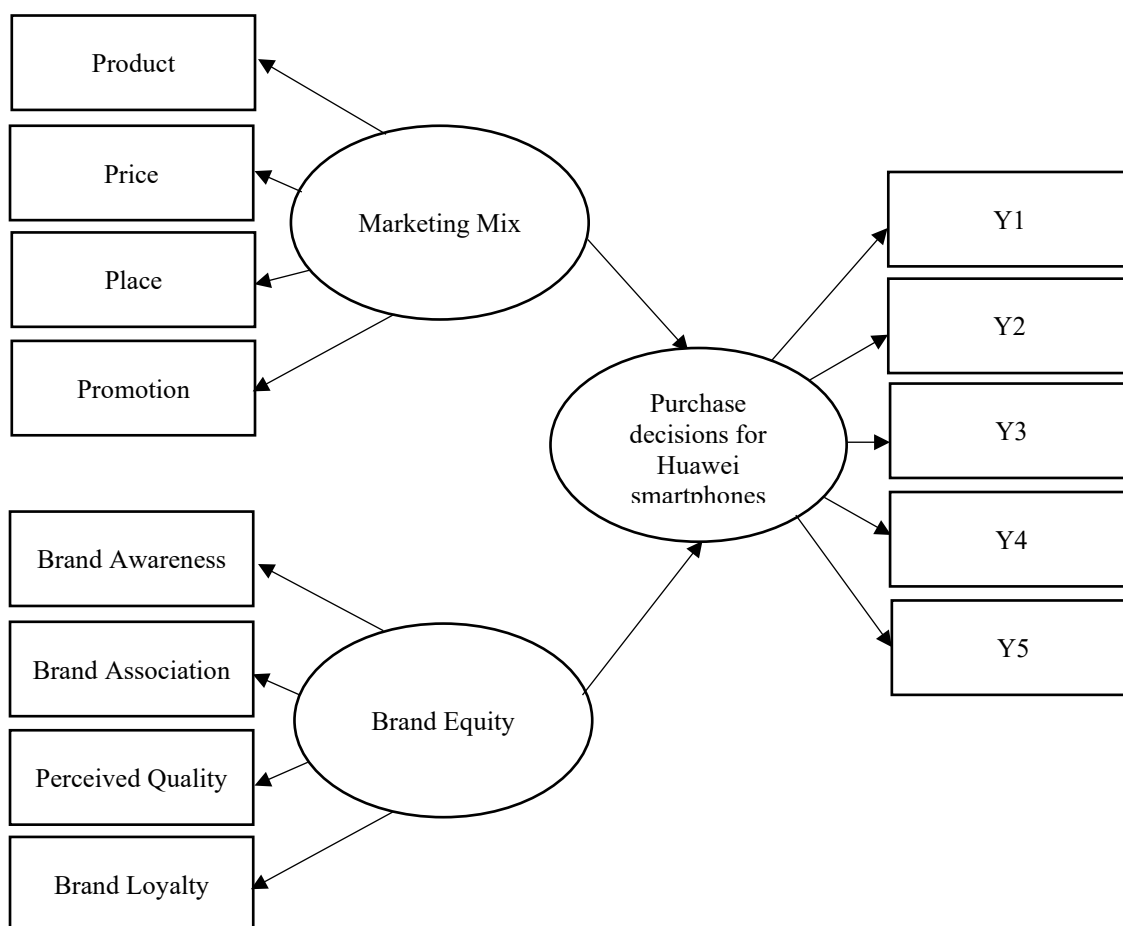 Product
Price
Place
Promotion
Marketing Mix
Brand Awareness
Brand Association
Perceived Quality
Brand Loyalty
Brand Equity
Purchase
decisions for
Huawei
smartphones
Y1
Y2
Y3
Y4
Y5